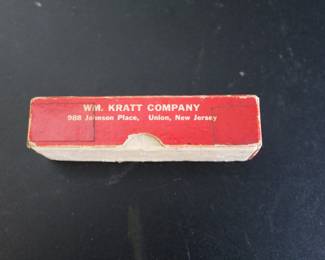 WM. KRATT COMPANY
988 Johnson Place, Union, New Jersey